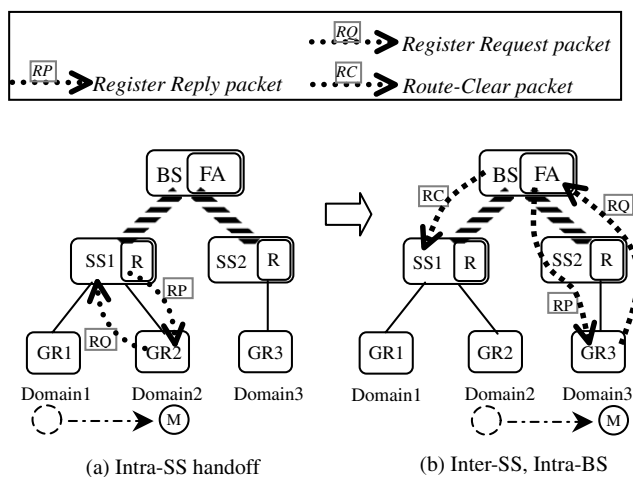 RQ
Register Request packet
RP
Register Reply packet
RC
Route-Clear packet
BS FA
SS1 R
SS2 R
RP
RQ
GR1
GR2
GR3
Domain1
Domain2
Domain3
M
(a) Intra-SS handoff
BS FA
RC
RQ
SS1 R
SS2 R
RP
GR1
GR2
GR3
Domain1
Domain2
Domain3
M
(b) Inter-SS, Intra-BS